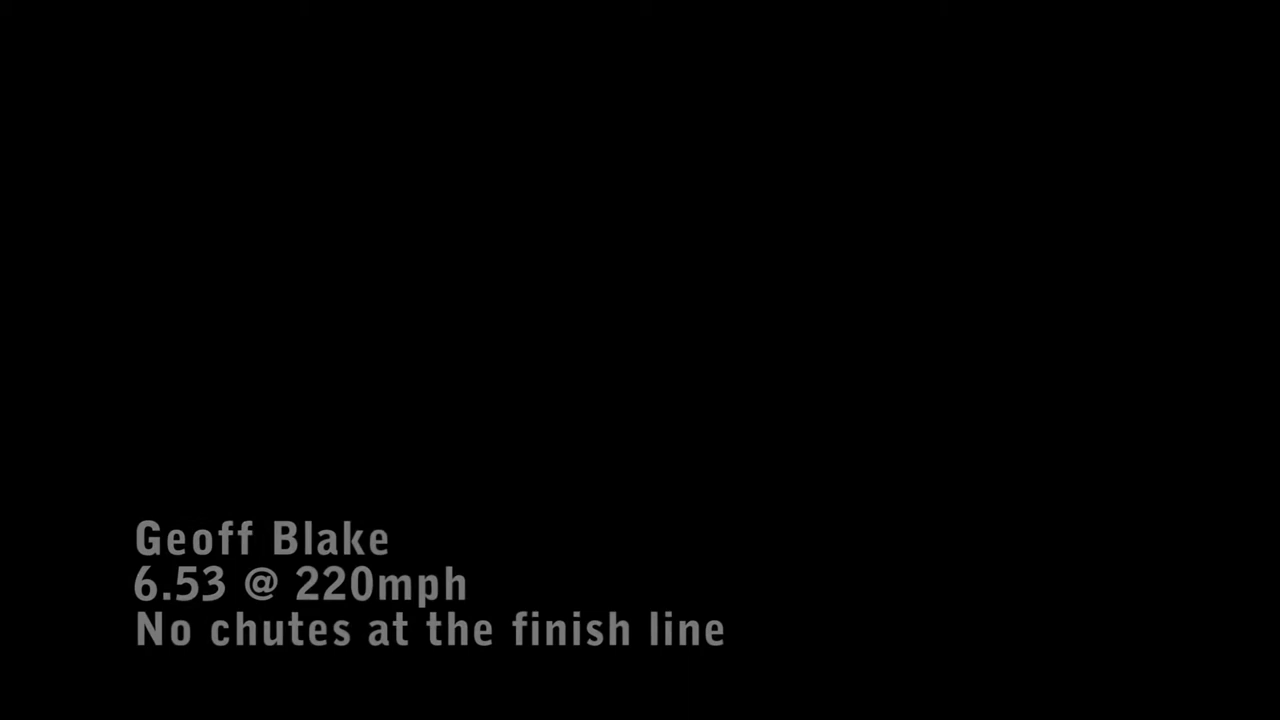 Geoff Blake
6.53 @ 220mph
No chutes at the finish line